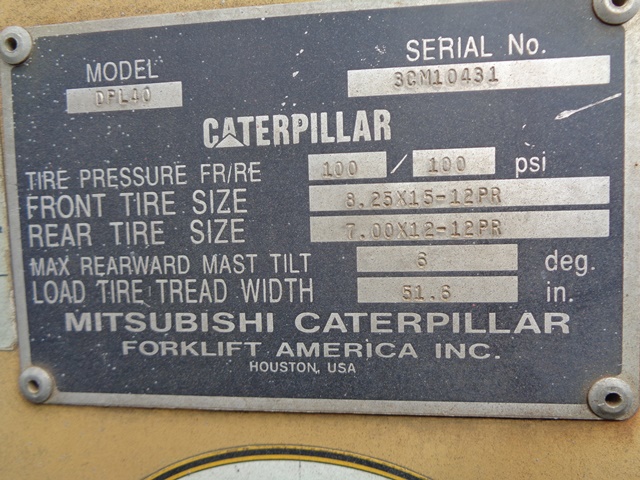 MODEL
SERIAL No.
DPL40
3CM10431
CATERPILLAR
TIRE PRESSURE FR/RE 100 / 100 psi
FRONT TIRE SIZE 8.25X15-12PR
REAR TIRE SIZE 7.00X12-12PR
MAX REARWARD MAST TILT 6 deg.
LOAD TIRE TREAD WIDTH 51.6 in.
MITSUBISHI CATERPILLAR
FORKLIFT AMERICA INC.
HOUSTON, USA